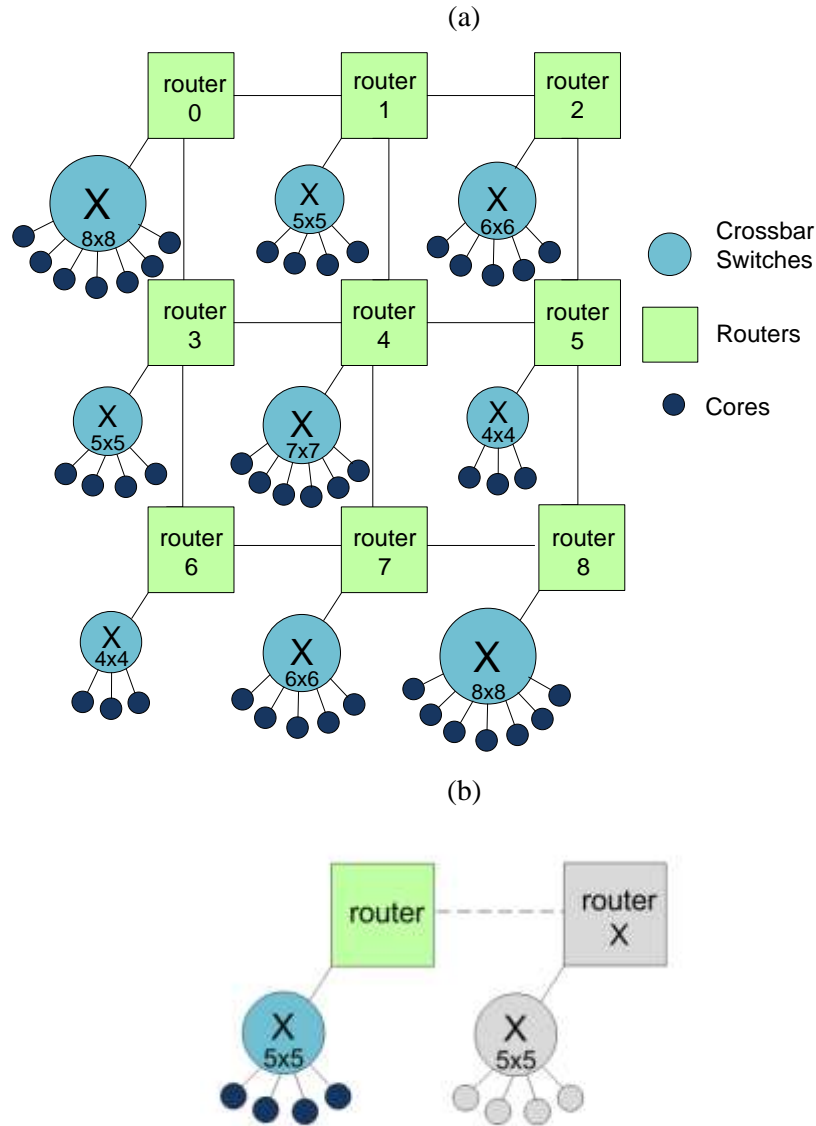 (a)
router
0
router
1
router
2
X
8x8
X
5x5
X
6x6
Crossbar
Switches
router
3
router
4
router
5
Routers
X
5x5
X
7x7
X
4x4
Cores
router
6
router
7
router
8
X
4x4
X
6x6
X
8x8
(b)
router
router
X
X
5x5
X
5x5